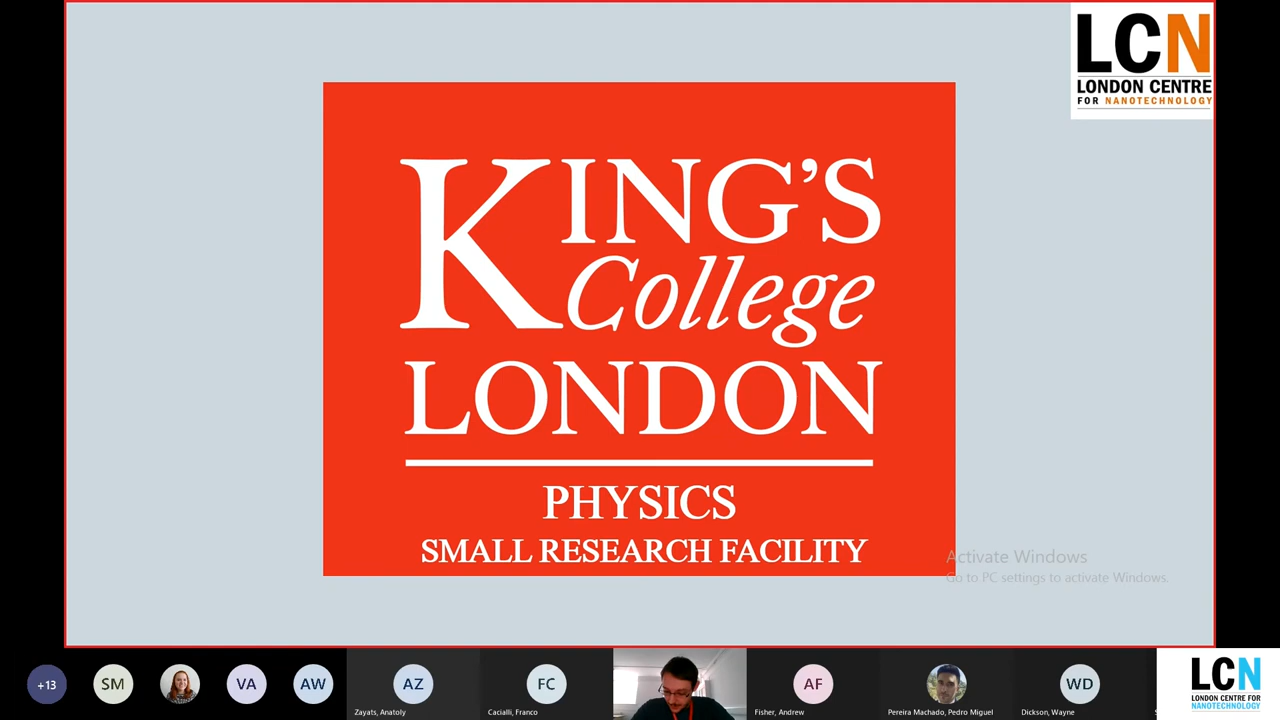 LCN
LONDON CENTRE
FOR NANOTECHNOLOGY
KING'S
College
LONDON
PHYSICS
SMALL RESEARCH FACILITY
Activate Windows
Go to PC settings to activate Windows.
+13
SM
VA
AW
AZ
Zayats, Anatoly
FC
Cacialli, Franco
AF
Fisher, Andrew
Pereira Machado, Pedro Miguel
WD
Dickson, Wayne
LCN
LONDON CENTRE FOR
NANOTECHNOLOGY